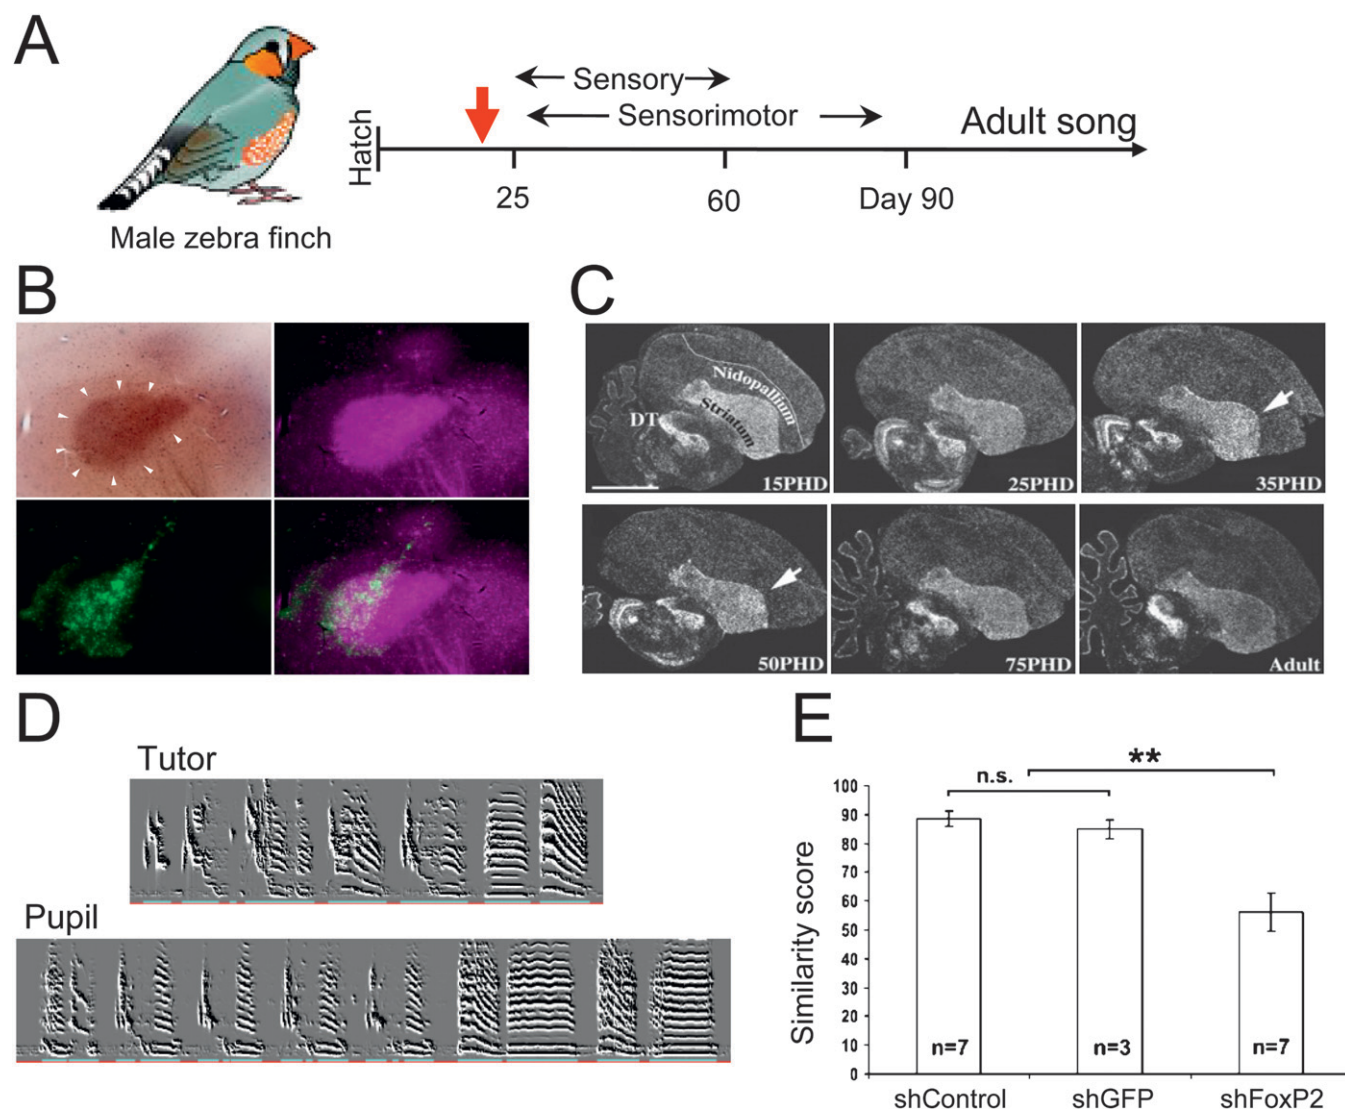 A
Male zebra finch
Hatch
Sensory
Sensorimotor
Adult song
25
60
Day 90
B
C
Nidopallium
Striatum
DT
15PHD
25PHD
35PHD
50PHD
75PHD
Adult
D
Tutor
Pupil
E
n.s.
**
Similarity score
100
90
80
70
60
50
40
30
20
10
0
n=7
n=3
n=7
shControl
shGFP
shFoxP2